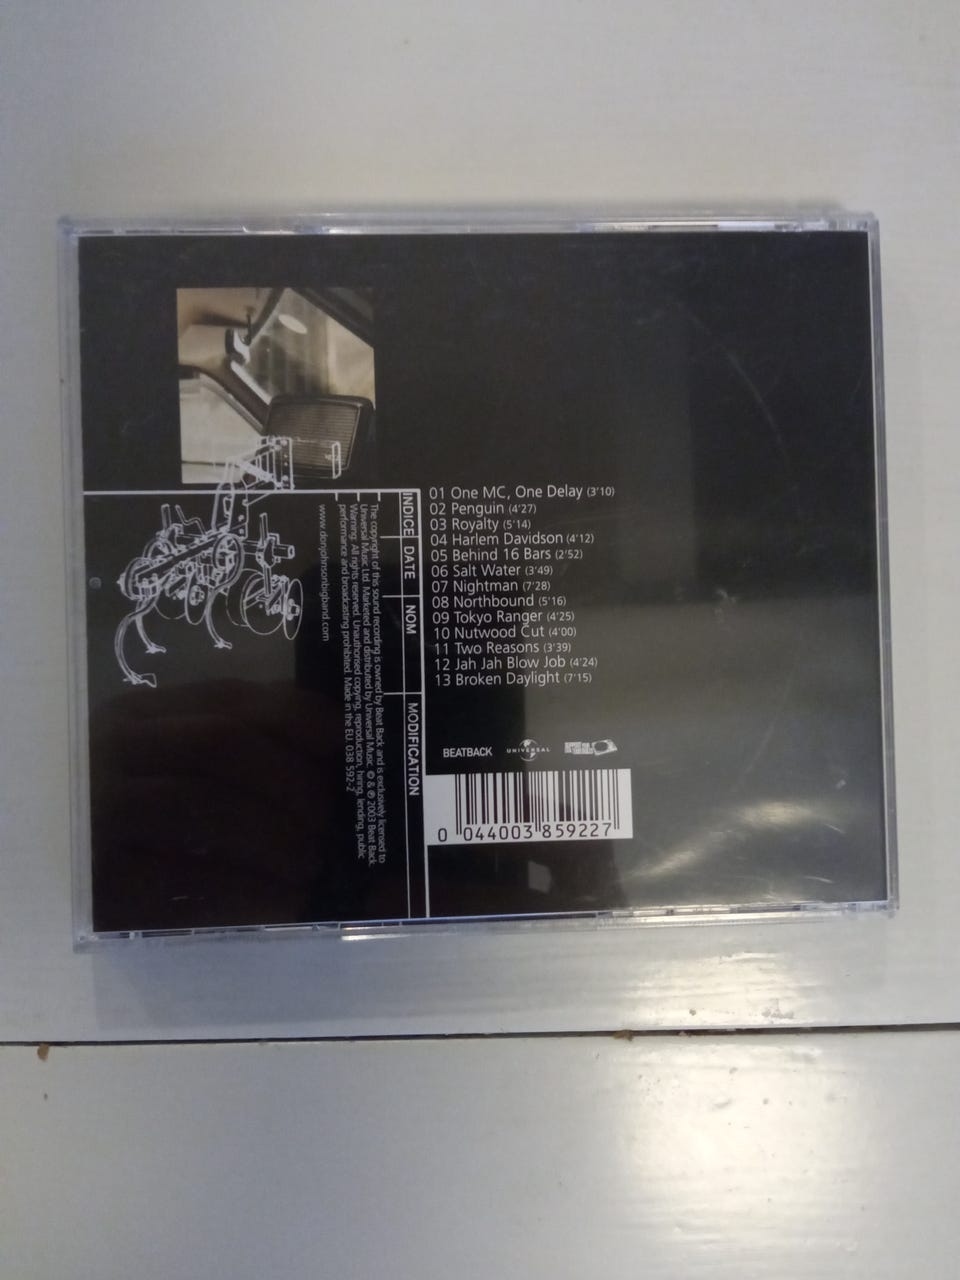 01 One MC, One Delay (3'10)
02 Penguin (4'27)
03 Royalty (5'14)
04 Harlem Davidson (4'12)
05 Behind 16 Bars (2'52)
06 Salt Water (3'49)
07 Nightman (7'28)
08 Northbound (5'16)
09 Tokyo Ranger (4'25)
10 Nutwood Cut (4'00)
11 Two Reasons (3'39)
12 Jah Jah Blow Job (4'24)
13 Broken Daylight (7'15)
BEATBACK
UNIVERSAL
0 044003 859227
INDICE DATE NOM MODIFICATION
The copyright of this sound recording is owned by Beat Back and is exclusively licensed to
Universal Music Ltd. Marketed and distributed by Universal Music. © & ℗ 2003 Beat Back.
Warning. All rights reserved. Unauthorised copying, reproduction, hiring, lending, public
performance and broadcasting prohibited. Made in the EU. 038 592-2
www.donjohnsonbigband.com